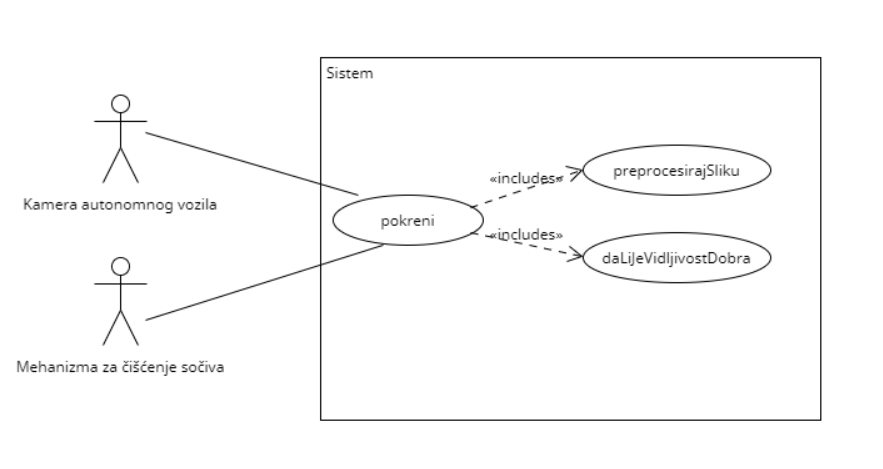 Sistem
Kamera autonomnog vozila
Mehanizma za čišćenje sočiva
pokreni
«includes»
preprocesirajSliku
«includes»
daLiJeVidljivostDobra